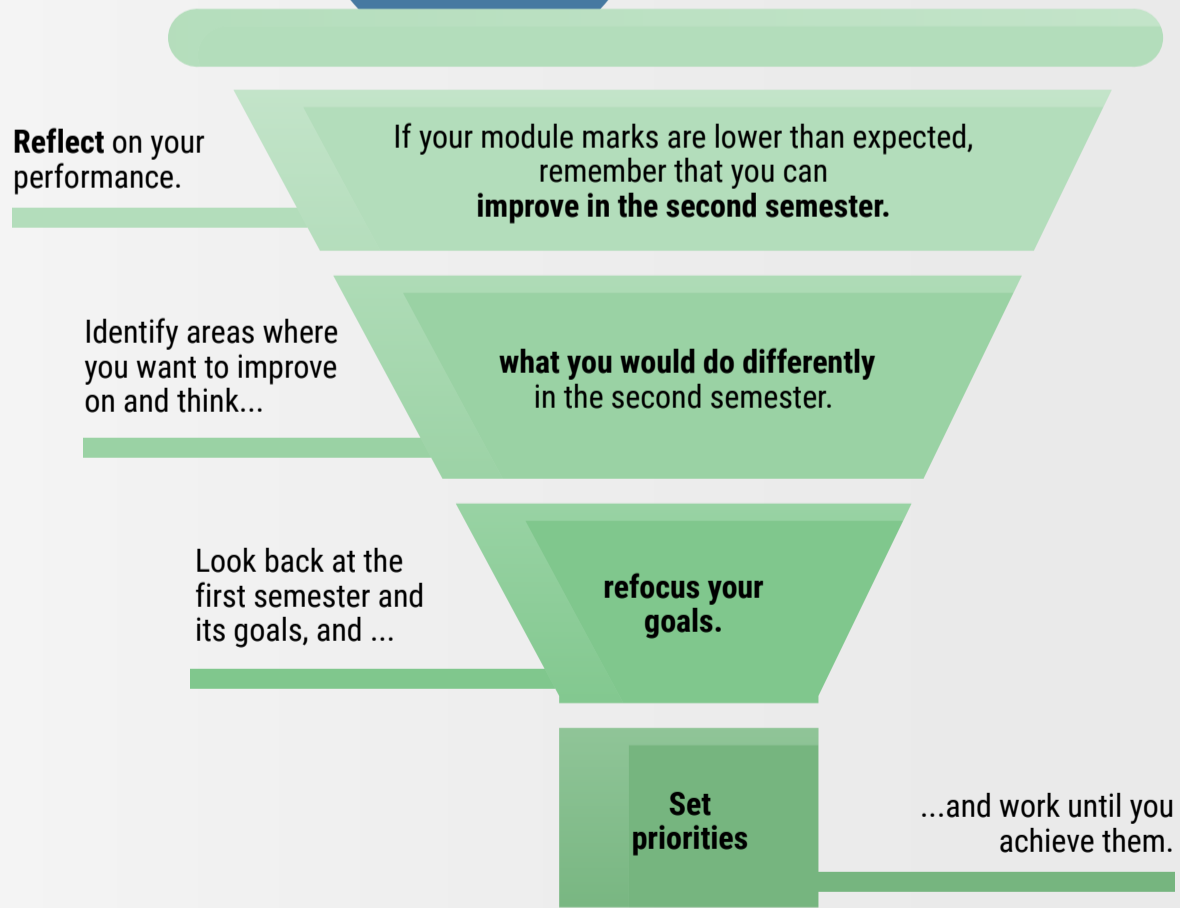 Reflect on your
performance.
If your module marks are lower than expected,
remember that you can
improve in the second semester.
Identify areas where
you want to improve
on and think...
what you would do differently
in the second semester.
Look back at the
first semester and
its goals, and ...
refocus your
goals.
Set
priorities
...and work until you
achieve them.